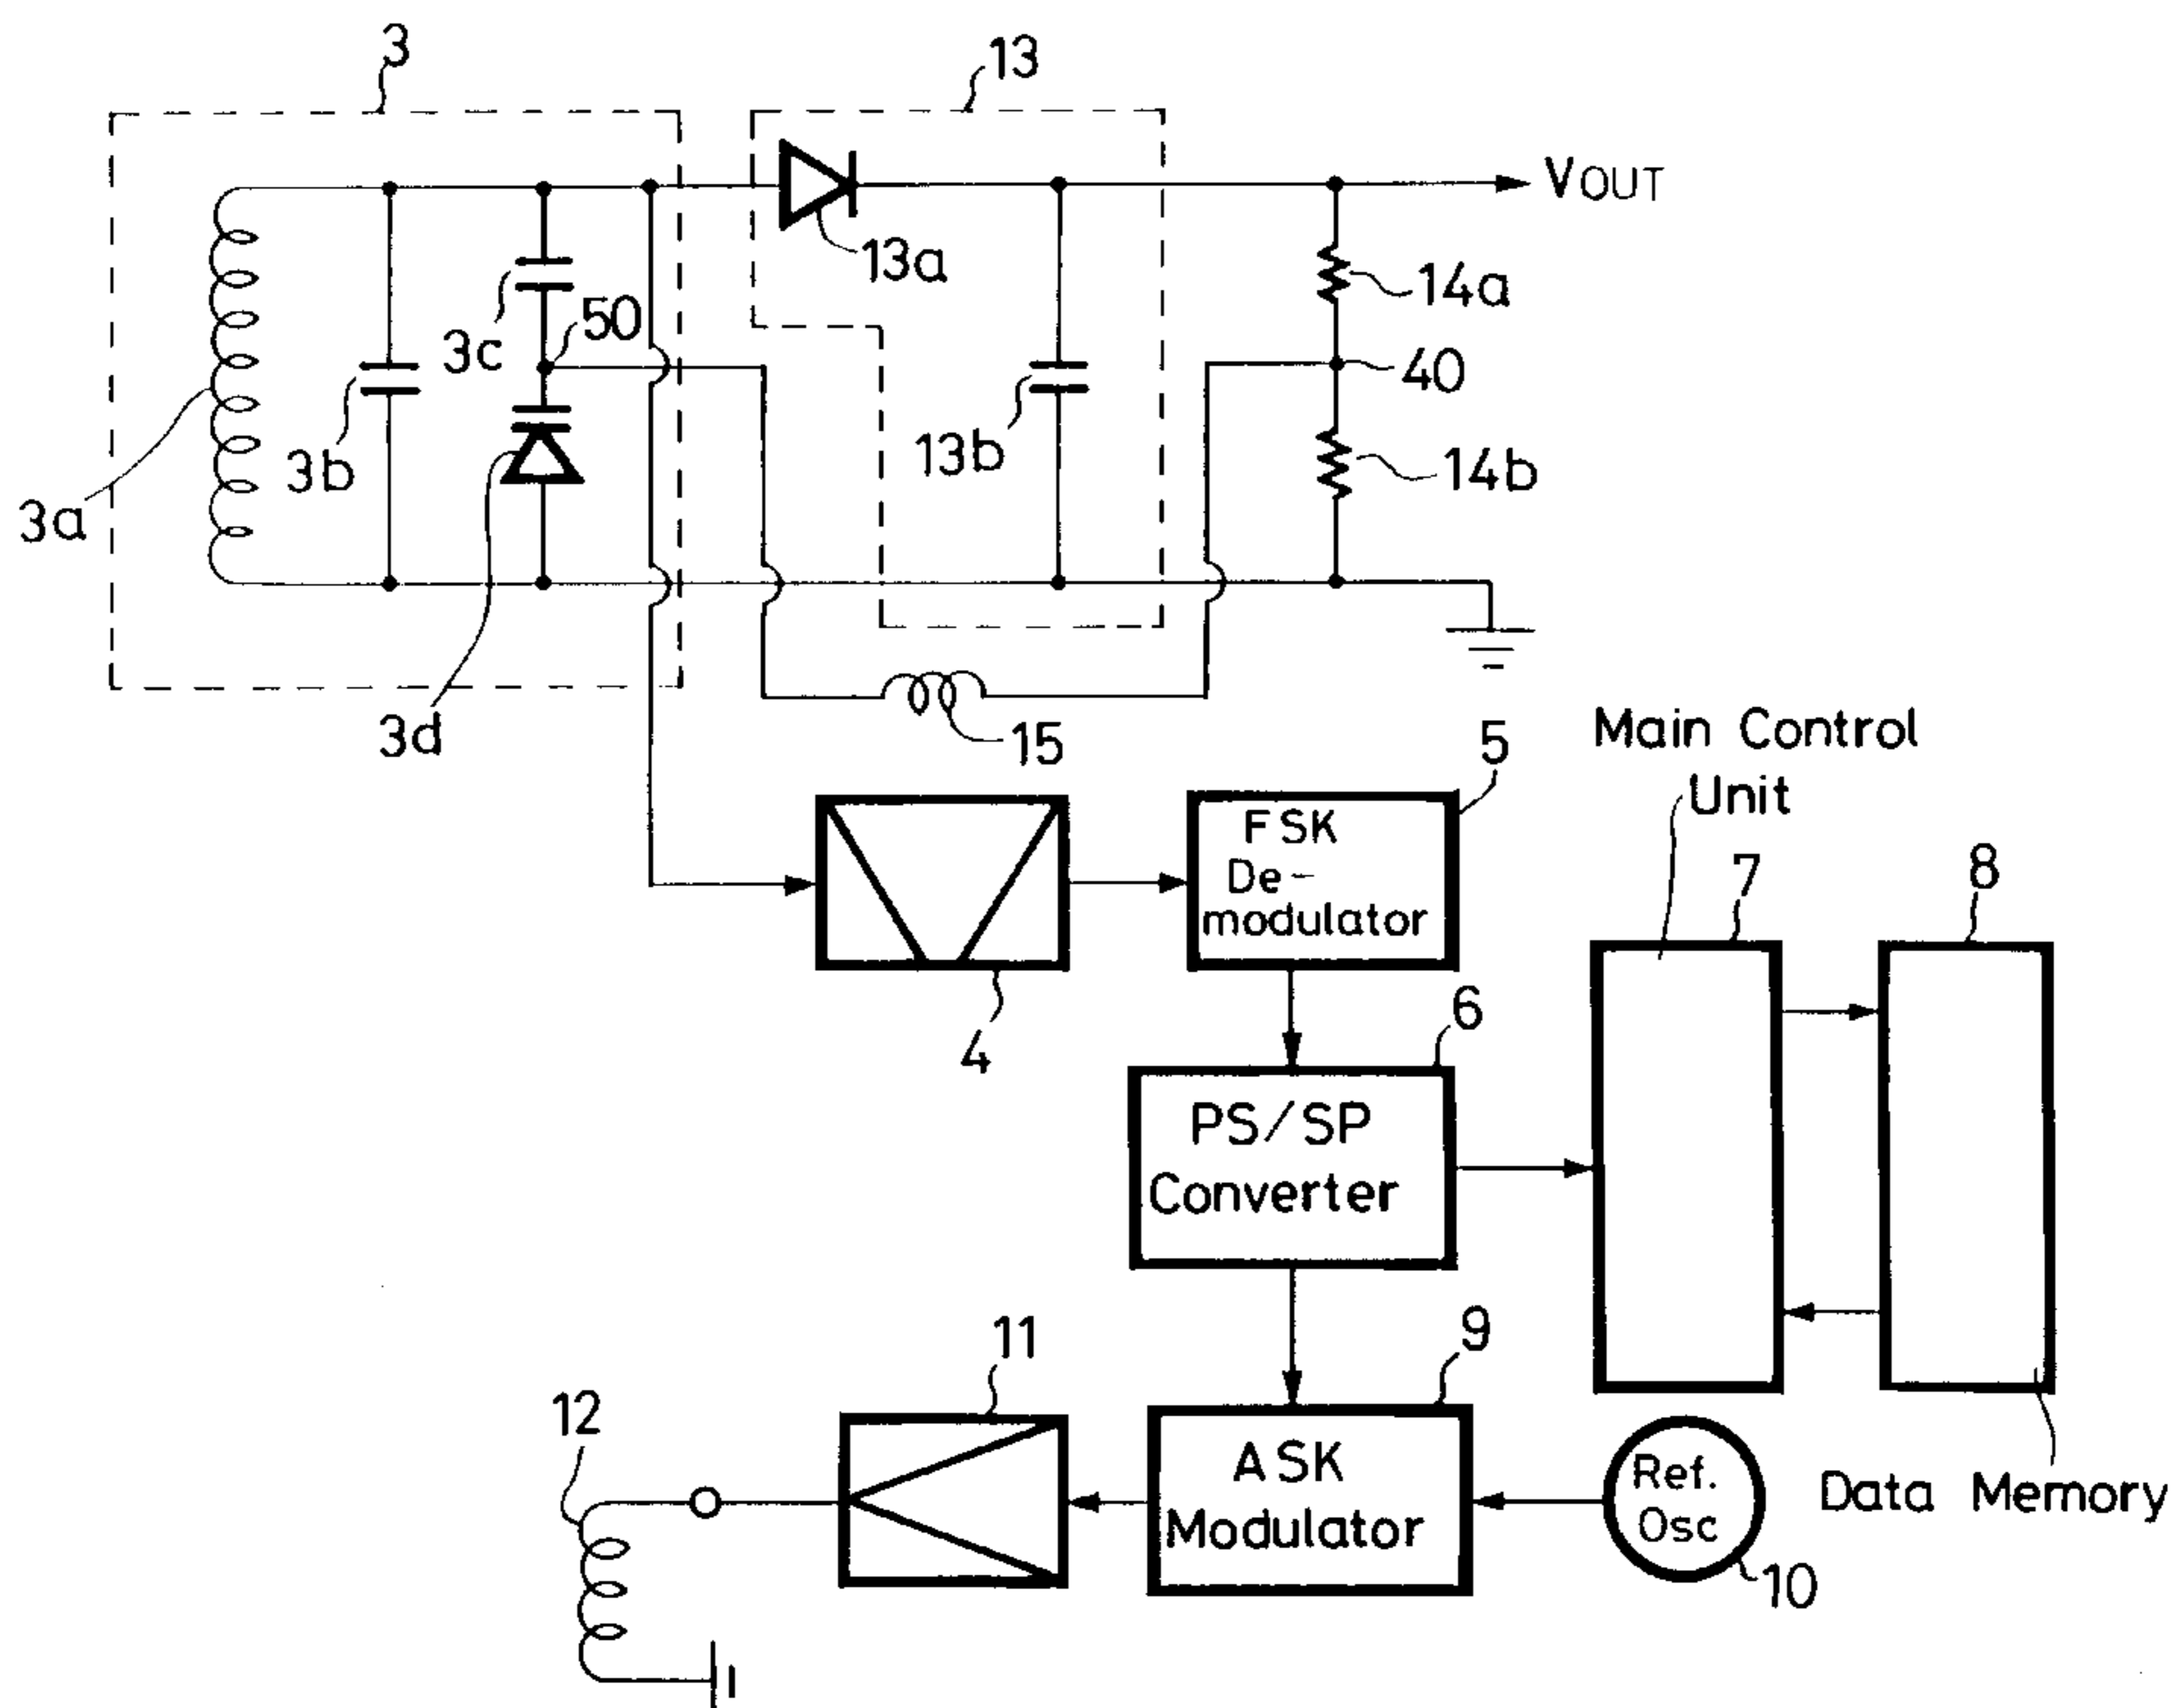 3
13
VOUT
13a
14a
50
3c
40
3b
13b
14b
3a
3d
15
5
Main Control
Unit
FSK
De-
modulator
7
8
4
6
PS/SP
Converter
11
9
12
ASK
Modulator
Ref.
Osc
Data Memory
10